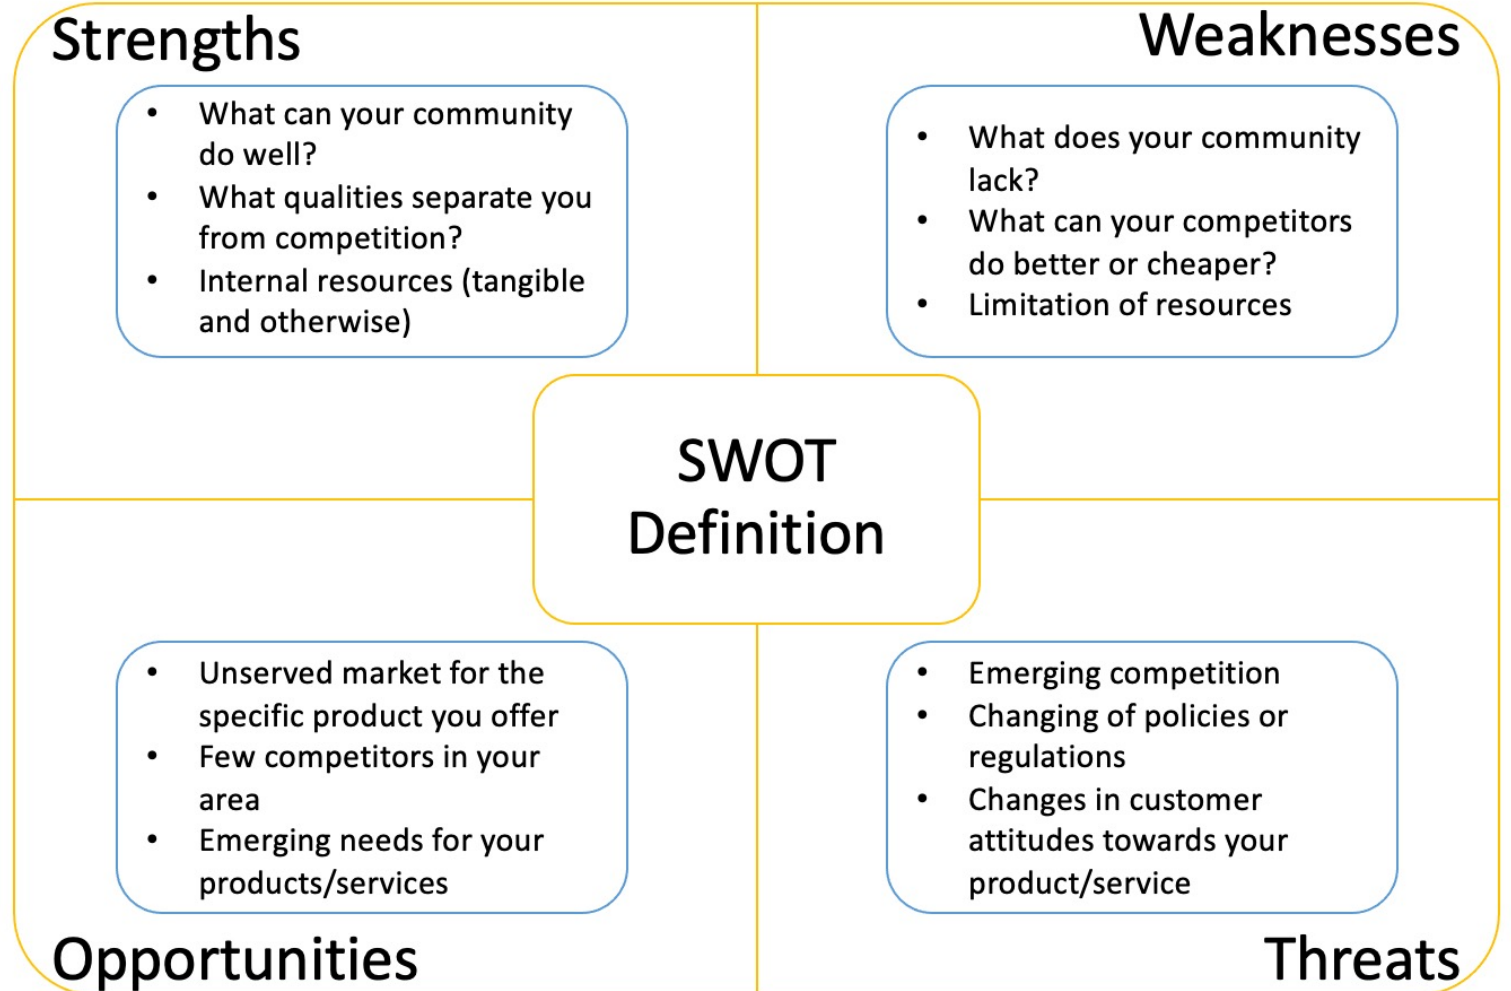 Strengths
• What can your community
do well?
• What qualities separate you
from competition?
• Internal resources (tangible
and otherwise)
Weaknesses
• What does your community
lack?
• What can your competitors
do better or cheaper?
• Limitation of resources
SWOT
Definition
• Unserved market for the
specific product you offer
• Few competitors in your
area
• Emerging needs for your
products/services
Opportunities
• Emerging competition
• Changing of policies or
regulations
• Changes in customer
attitudes towards your
product/service
Threats